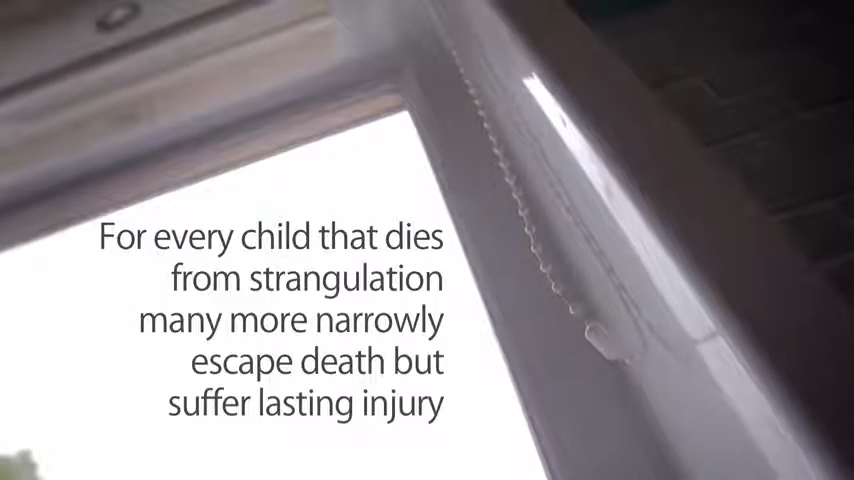 For every child that dies
from strangulation
many more narrowly
escape death but
suffer lasting injury